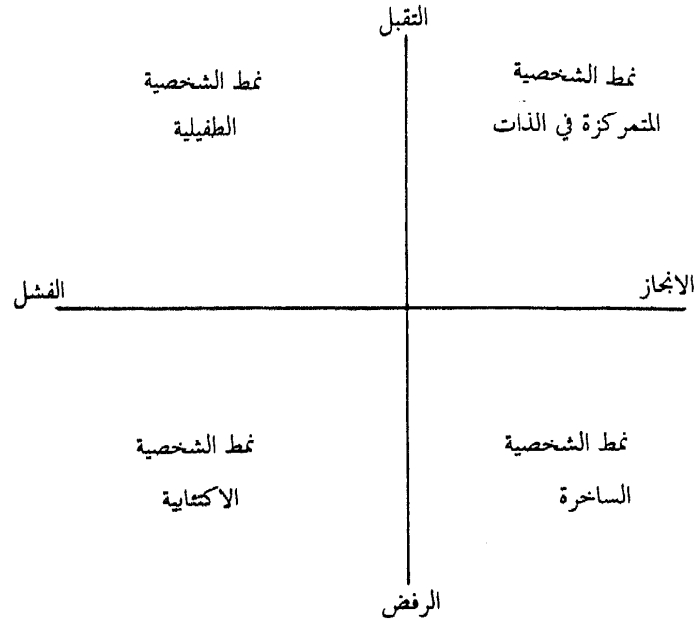 التقبل
نمط الشخصية
المتمركزة في الذات
نمط الشخصية
الطفيلية
الانجاز
الفشل
نمط الشخصية
الساخرة
نمط الشخصية
الاكتئابية
الرفض